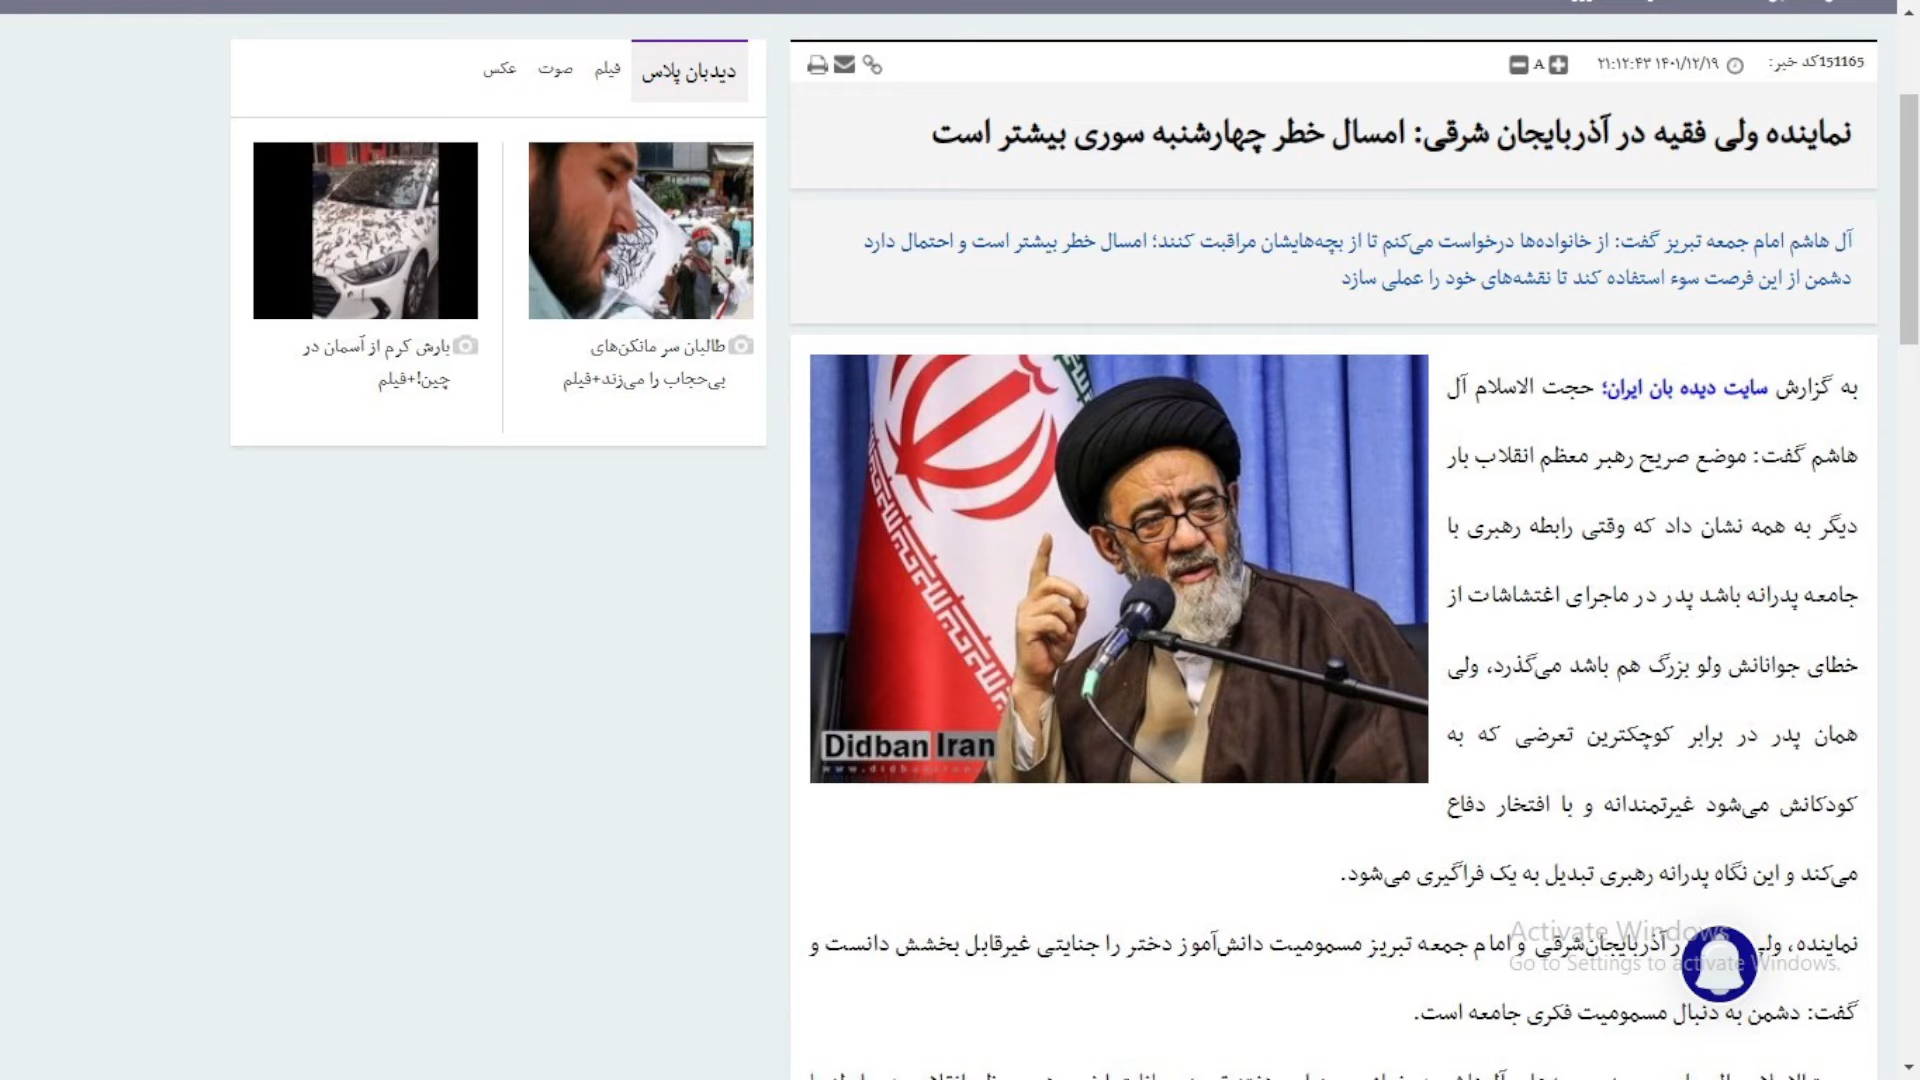 کد خبر: 151165
۱۴۰۱/۱۲/۱۹ ۲۱:۱۲:۴۳
A
نماینده ولی فقیه در آذربایجان شرقی: امسال خطر چهارشنبه سوری بیشتر است
آل هاشم امام جمعه تبریز گفت: از خانواده‌ها درخواست می‌کنم تا از بچه‌هایشان مراقبت کنند؛ امسال خطر بیشتر است و احتمال دارد
دشمن از این فرصت سوء استفاده کند تا نقشه‌های خود را عملی سازد
به گزارش سایت دیده بان ایران؛ حجت الاسلام آل
هاشم گفت: موضع صریح رهبر معظم انقلاب بار
دیگر به همه نشان داد که وقتی رابطه رهبری با
جامعه پدرانه باشد پدر در ماجرای اغتشاشات از
خطای جوانانش ولو بزرگ هم باشد می‌گذرد، ولی
همان پدر در برابر کوچکترین تعرضی که به
کودکانش می‌شود غیرتمندانه و با افتخار دفاع
می‌کند و این نگاه پدرانه رهبری تبدیل به یک فراگیری می‌شود.
نماینده، ولی ر آذربایجان‌شرقی و امام جمعه تبریز مسمومیت دانش‌آموز دختر را جنایتی غیرقابل بخشش دانست و
گفت: دشمن به دنبال مسمومیت فکری جامعه است.
Didban Iran
دیدبان پلاس
فیلم
صوت
عکس
طالبان سر مانکن‌های
بی‌حجاب را می‌زند+فیلم
بارش کرم از آسمان در
چین!+فیلم
Activate Windows
Go to Settings to activate Windows.